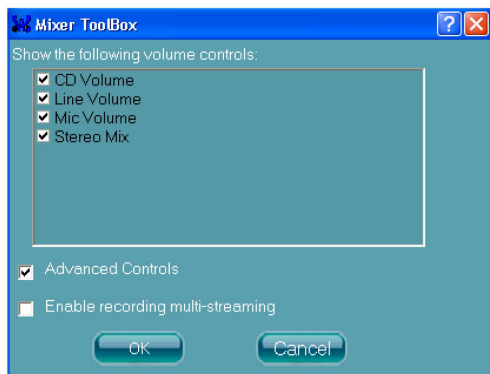 Mixer ToolBox
Show the following volume controls:
CD Volume
Line Volume
Mic Volume
Stereo Mix
Advanced Controls
Enable recording multi-streaming
OK
Cancel